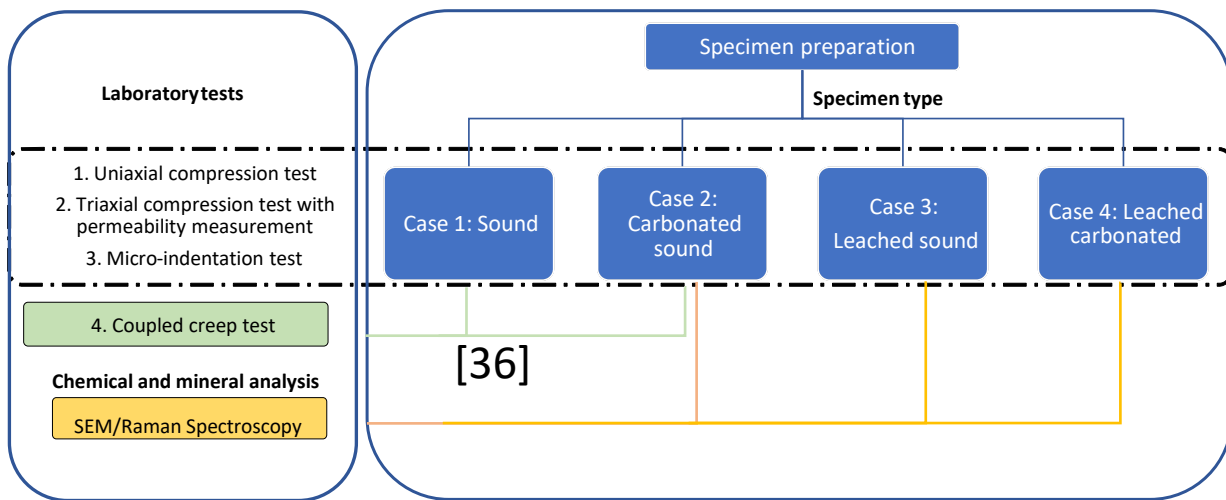 Laboratory tests
1. Uniaxial compression test
2. Triaxial compression test with
permeability measurement
3. Micro-indentation test
4. Coupled creep test
Chemical and mineral analysis
SEM/Raman Spectroscopy
Specimen preparation
Specimen type
Case 1: Sound
Case 2:
Carbonated
sound
Case 3:
Leached sound
Case 4: Leached
carbonated
[36]